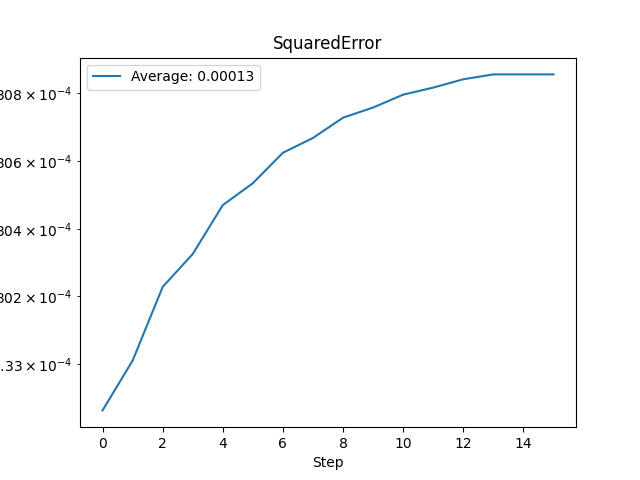 SquaredError
Average: 0.00013
308 × 10⁻⁴
306 × 10⁻⁴
304 × 10⁻⁴
302 × 10⁻⁴
.33 × 10⁻⁴
0 2 4 6 8 10 12 14
Step